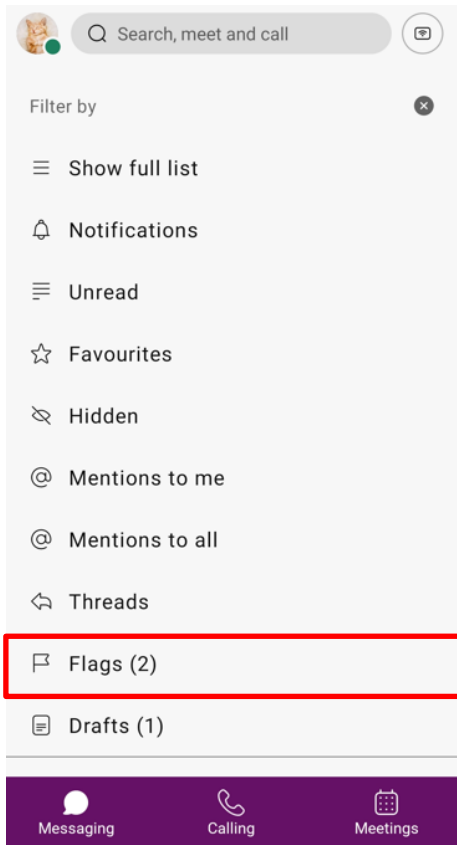 Search, meet and call
Filter by
Show full list
Notifications
Unread
Favourites
Hidden
Mentions to me
Mentions to all
Threads
Flags (2)
Drafts (1)
Messaging Calling Meetings